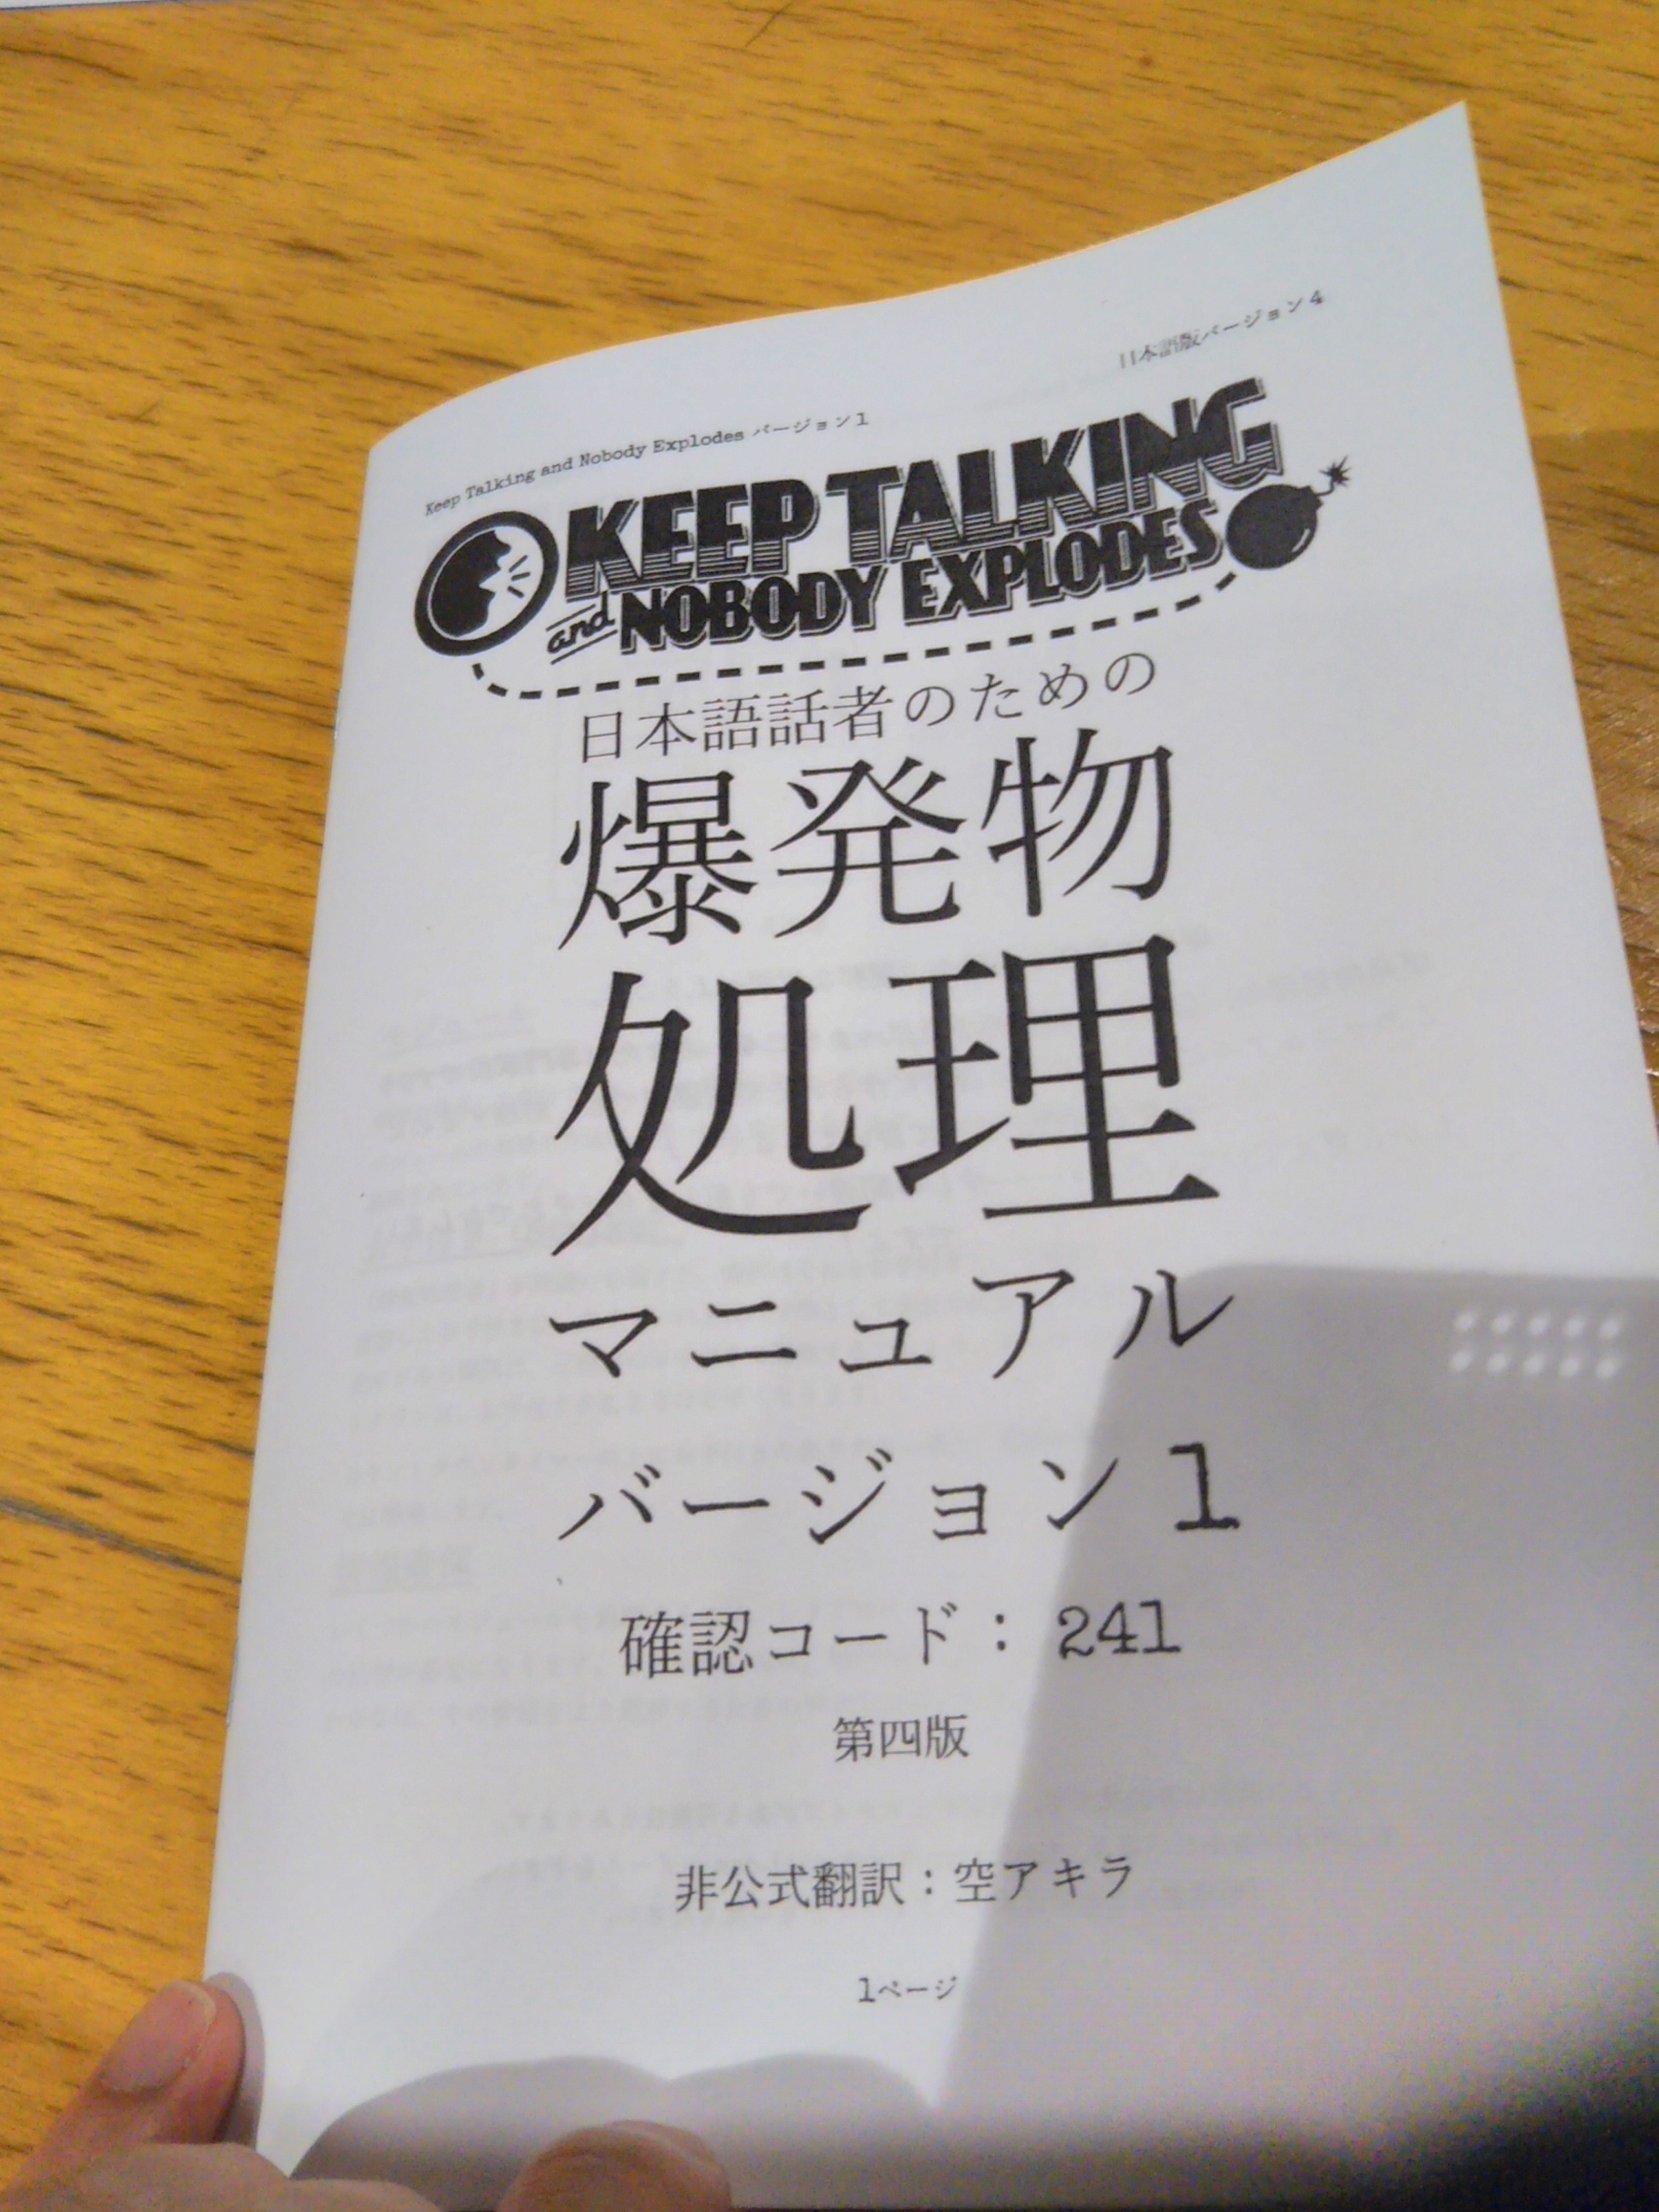 Keep Talking and Nobody Explodes バージョン1
日本語版バージョン4
KEEP TALKING
and NOBODY EXPLODES
日本語話者のための
爆発物
処理
マニュアル
バージョン1
確認コード：241
第四版
非公式翻訳：空アキラ
1ページ